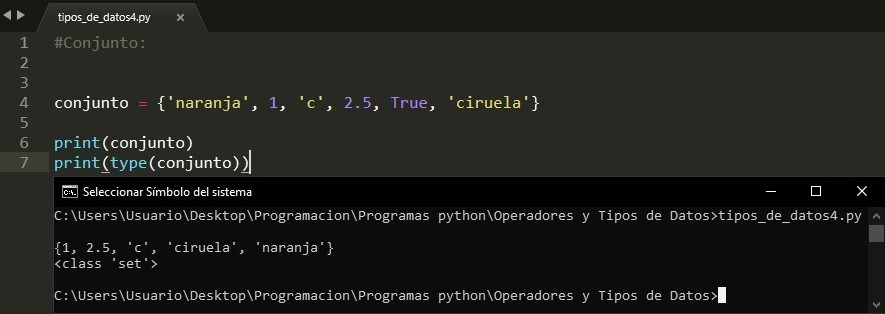 tipos_de_datos4.py ×
1 #Conjunto:
2
3
4 conjunto = {'naranja', 1, 'c', 2.5, True, 'ciruela'}
5
6 print(conjunto)
7 print(type(conjunto))
Seleccionar Símbolo del sistema
C:\Users\Usuario\Desktop\Programacion\Programas python\Operadores y Tipos de Datos>tipos_de_datos4.py
{1, 2.5, 'c', 'ciruela', 'naranja'}
<class 'set'>
C:\Users\Usuario\Desktop\Programacion\Programas python\Operadores y Tipos de Datos>